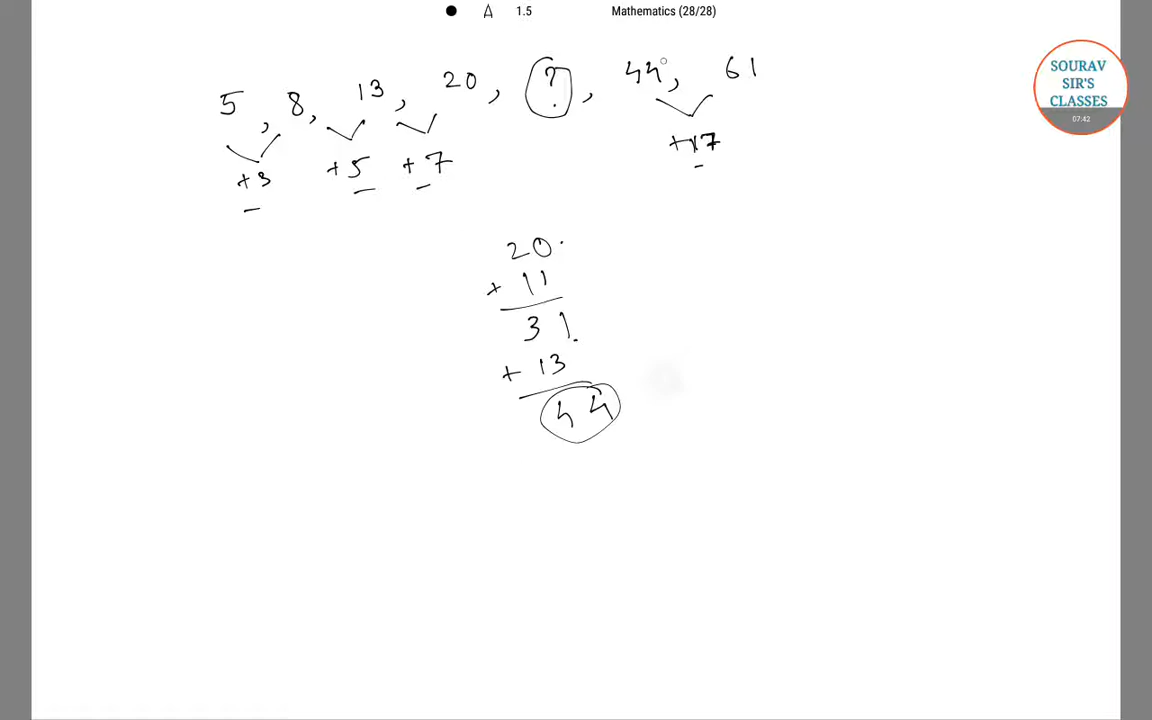 A 1.5 Mathematics (28/28)
SOURAV
SIR'S
CLASSES
07:42
5, 8, 13, 20, ?, 44, 61
+3 +5 +7 +17
20
+ 11
31
+ 13
44